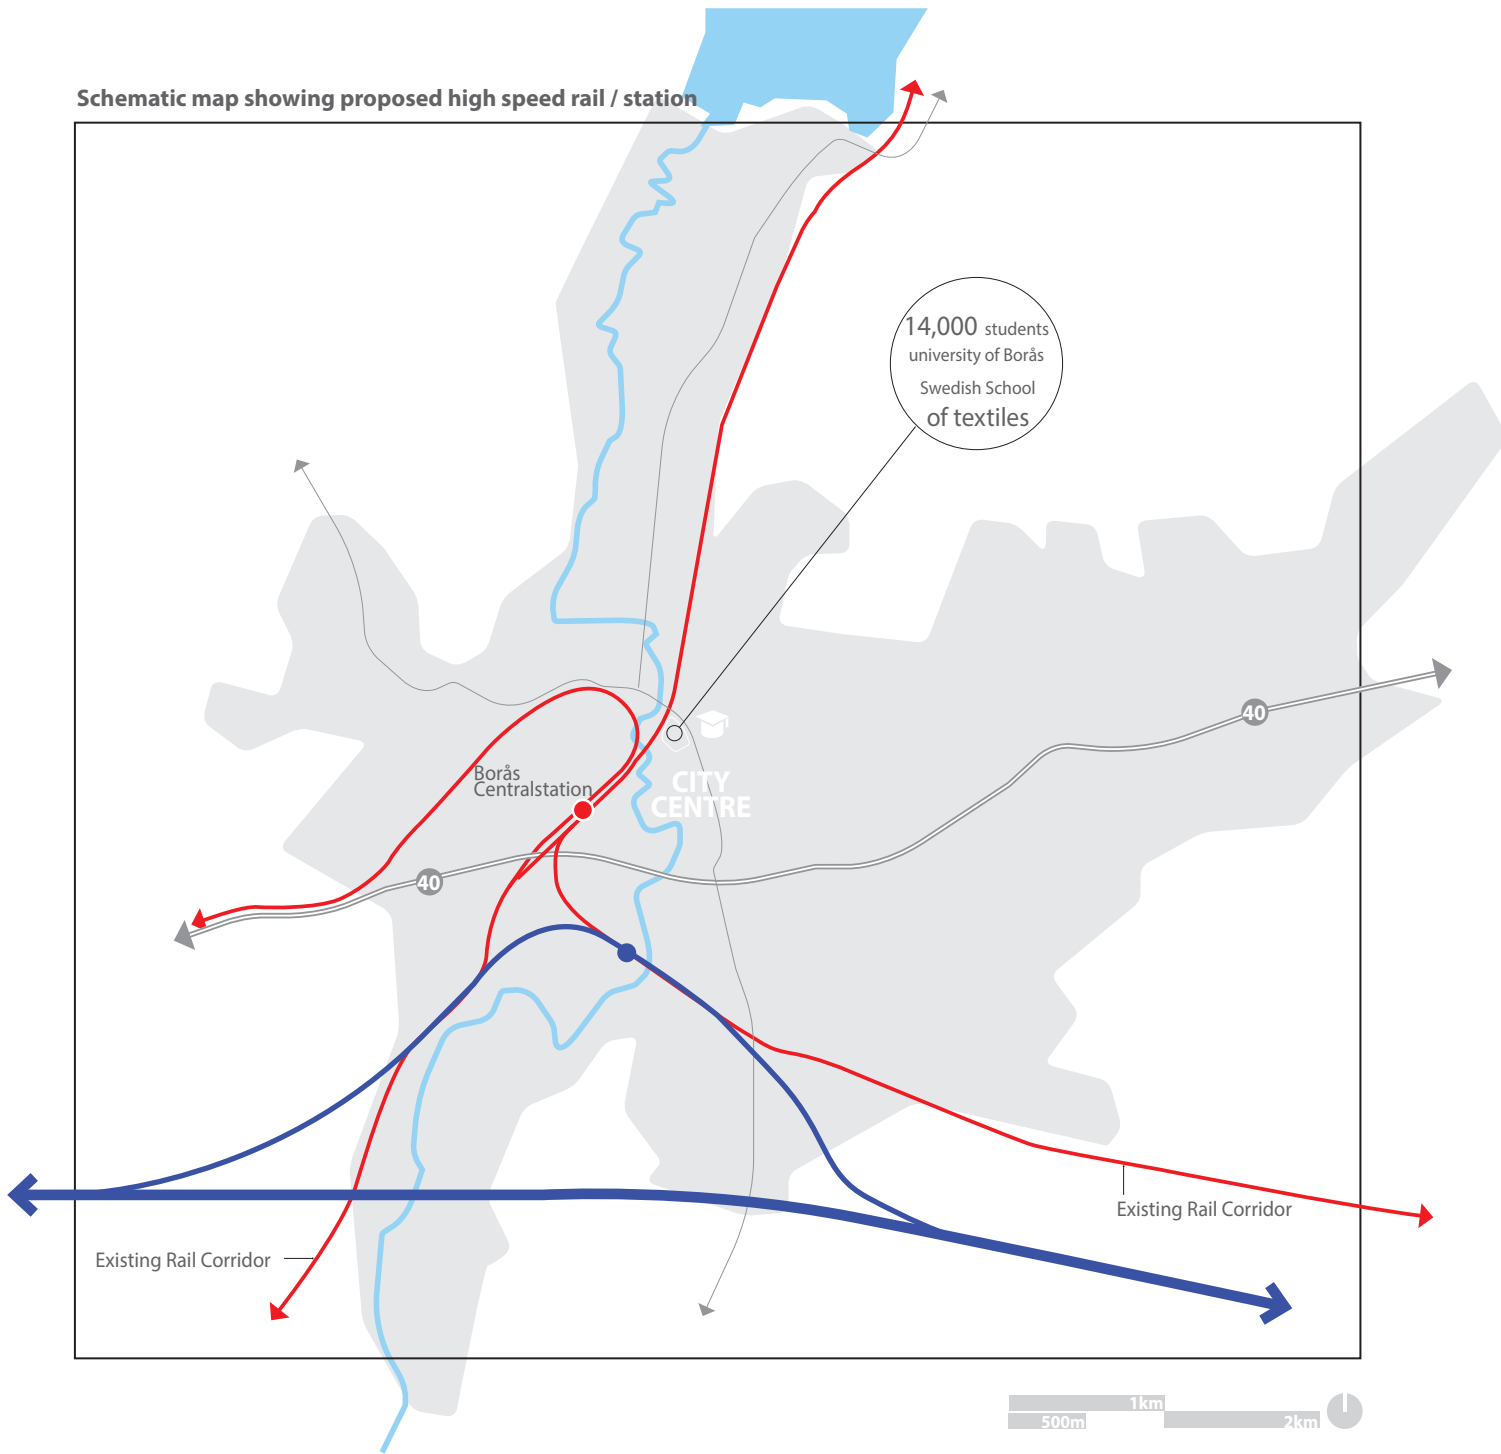 Schematic map showing proposed high speed rail / station
14,000 students
university of Borås
Swedish School
of textiles
40
Borås
Centralstation
CITY
CENTRE
40
Existing Rail Corridor
Existing Rail Corridor
1km
500m
2km